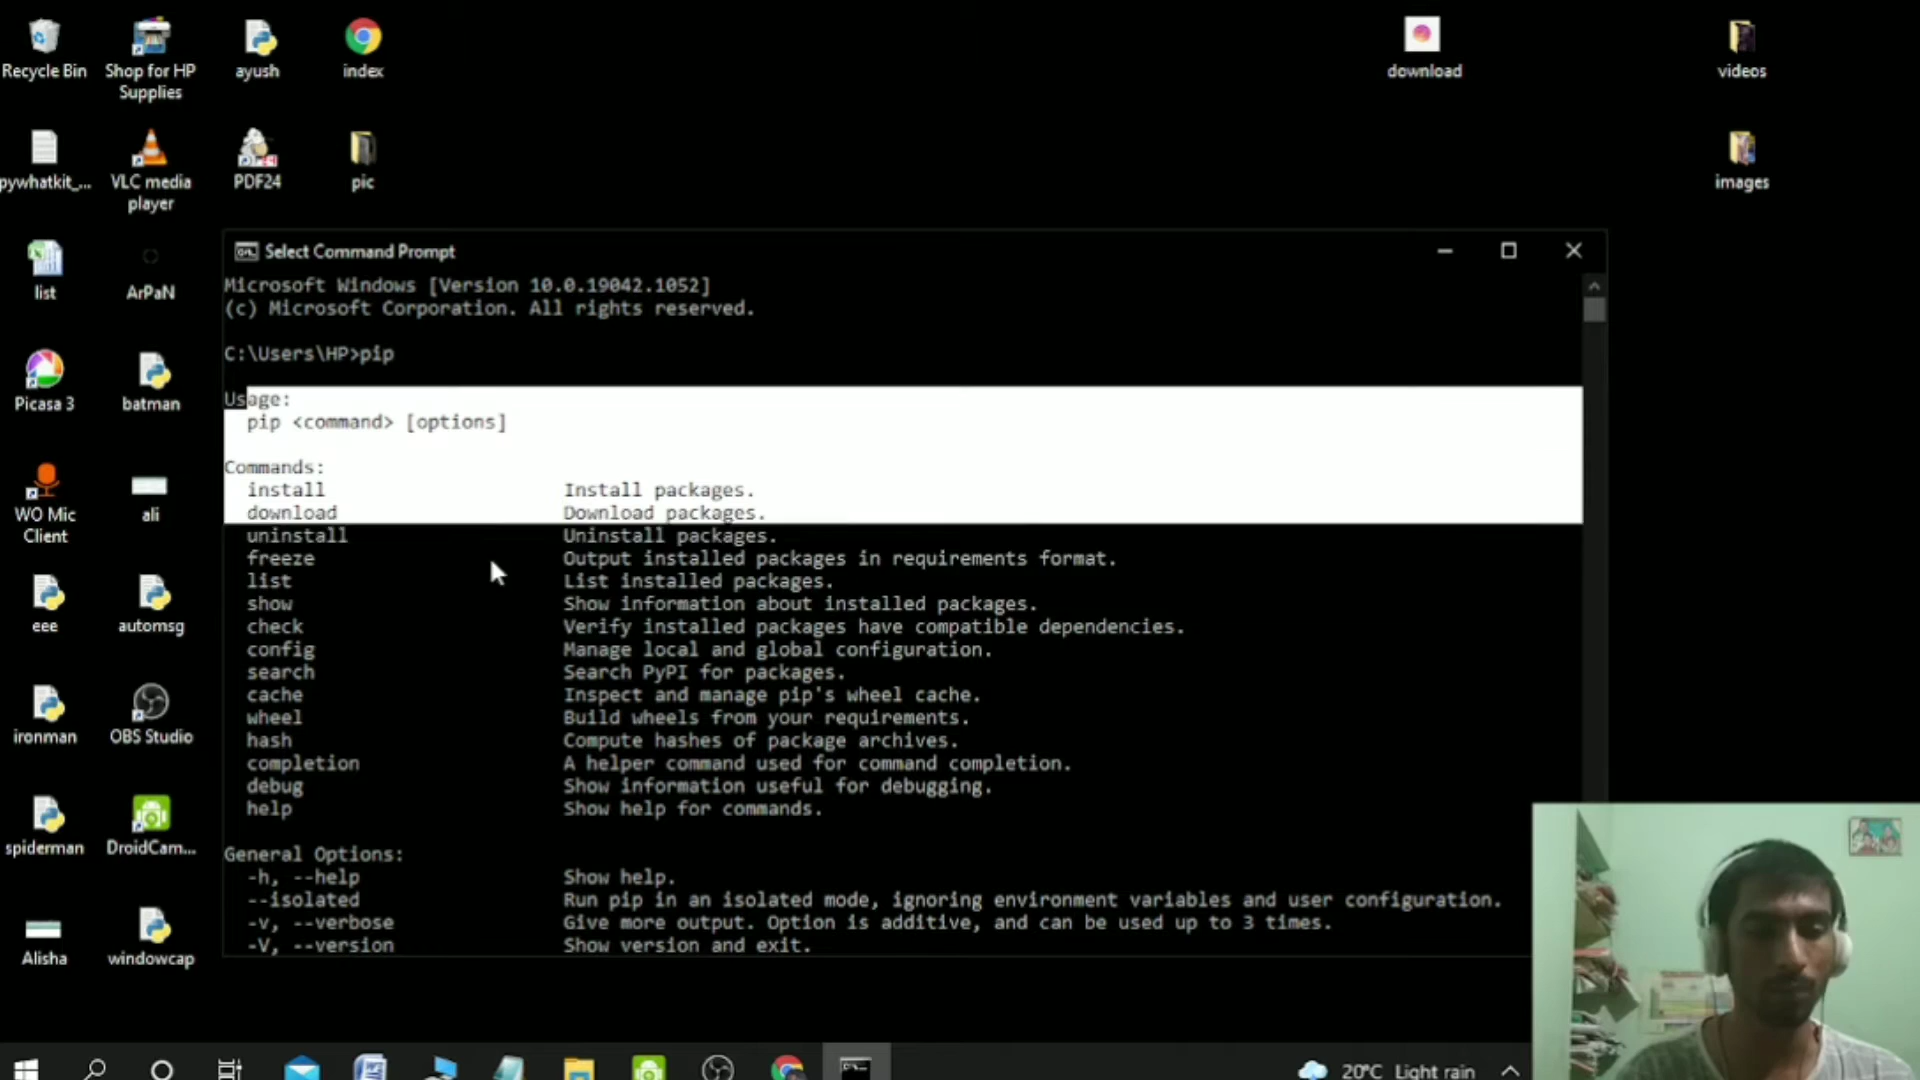 Recycle Bin
Shop for HP
Supplies
ayush
index
download
videos
pywhatkit_...
VLC media
player
PDF24
pic
images
list
ArPaN
Picasa 3
batman
WO Mic
Client
ali
eee
automsg
ironman
OBS Studio
spiderman
DroidCam...
Alisha
windowcap
Select Command Prompt
Microsoft Windows [Version 10.0.19042.1052]
(c) Microsoft Corporation. All rights reserved.
C:\Users\HP>pip
Usage:
pip <command> [options]
Commands:
install Install packages.
download Download packages.
uninstall Uninstall packages.
freeze Output installed packages in requirements format.
list List installed packages.
show Show information about installed packages.
check Verify installed packages have compatible dependencies.
config Manage local and global configuration.
search Search PyPI for packages.
cache Inspect and manage pip's wheel cache.
wheel Build wheels from your requirements.
hash Compute hashes of package archives.
completion A helper command used for command completion.
debug Show information useful for debugging.
help Show help for commands.
General Options:
-h, --help Show help.
--isolated Run pip in an isolated mode, ignoring environment variables and user configuration.
-v, --verbose Give more output. Option is additive, and can be used up to 3 times.
-V, --version Show version and exit.
20°C Light rain